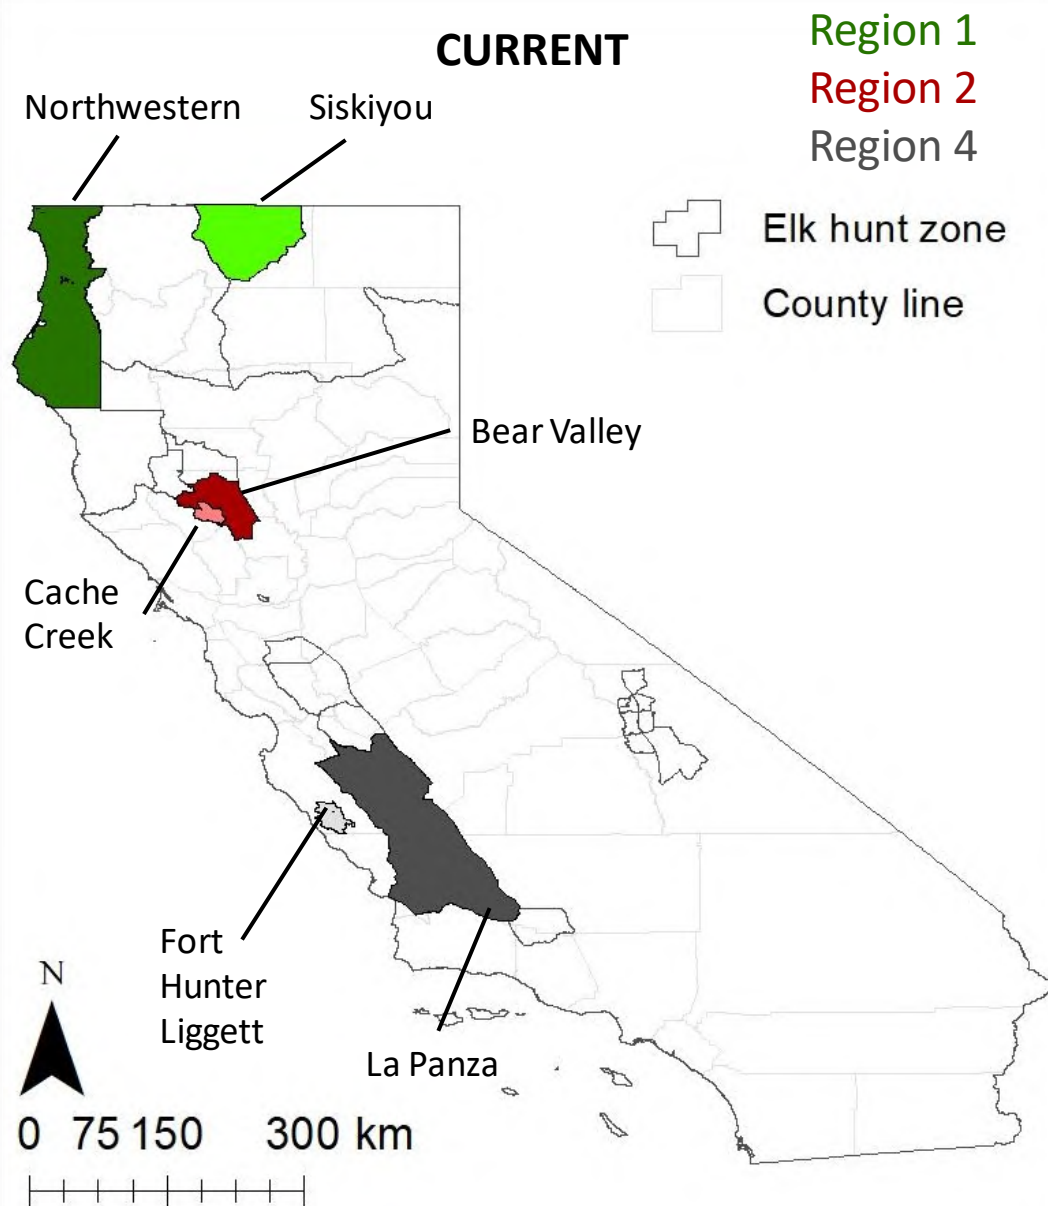 CURRENT
Region 1
Region 2
Region 4
Northwestern
Siskiyou
Elk hunt zone
County line
Bear Valley
Cache
Creek
Fort
Hunter
Liggett
La Panza
N
0 75 150 300 km